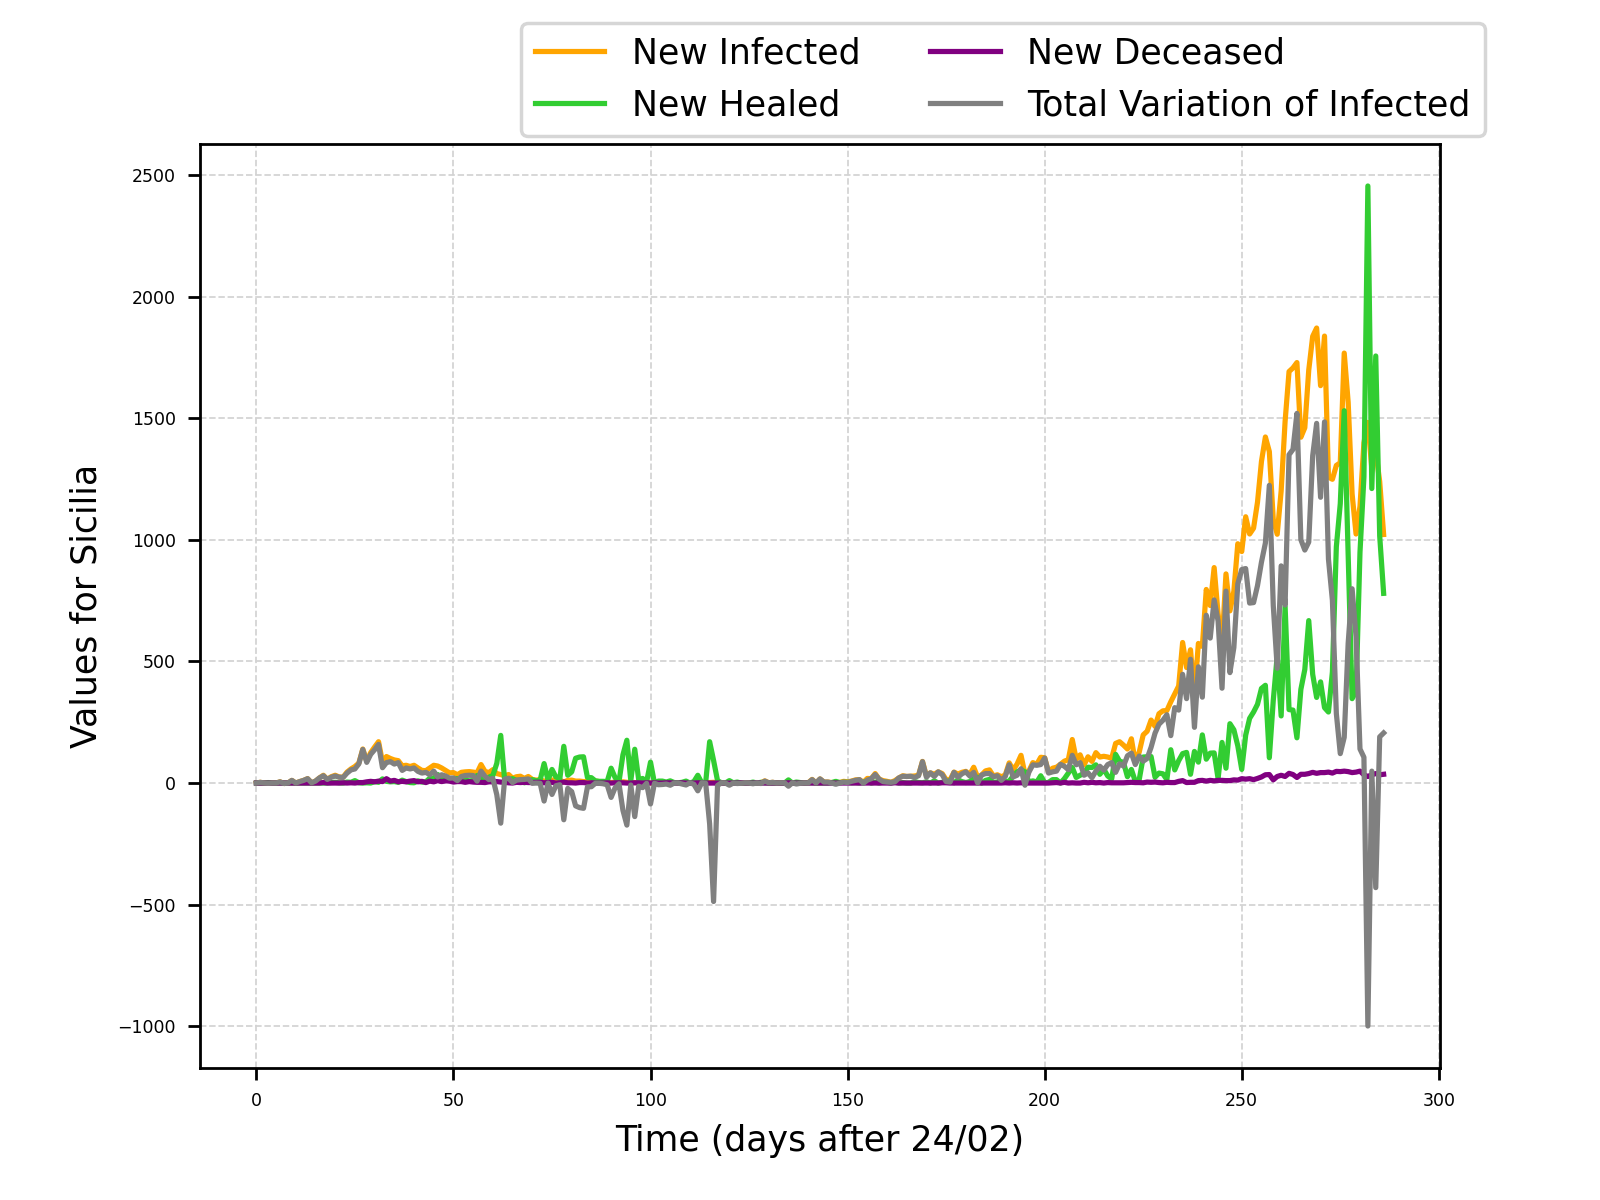 New Infected
New Healed
New Deceased
Total Variation of Infected
2500
2000
1500
1000
500
0
−500
−1000
Values for Sicilia
0 50 100 150 200 250 300
Time (days after 24/02)